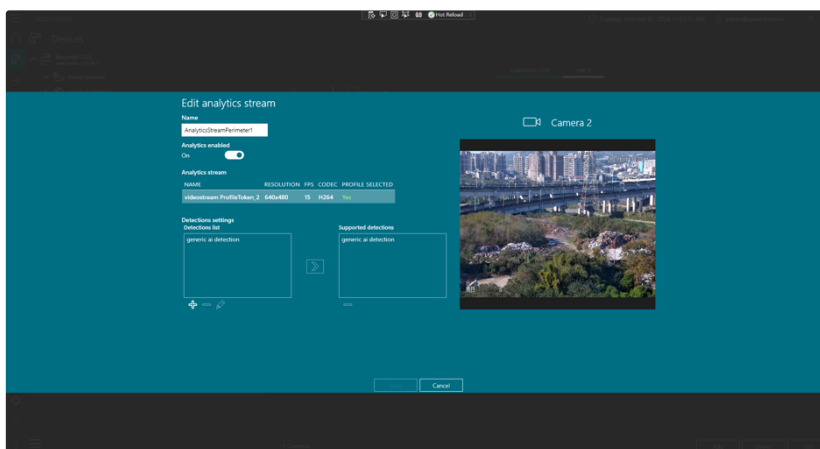 Hot Reload
Devices
Edit analytics stream
Name
AnalyticsStreamPerimeter1
Analytics enabled
On
Analytics stream
NAME RESOLUTION FPS CODEC PROFILE SELECTED
videostream ProfileToken_2 640x480 15 H264 Yes
Detections settings
Detections list
generic ai detection
Supported detections
generic ai detection
Camera 2
Cancel